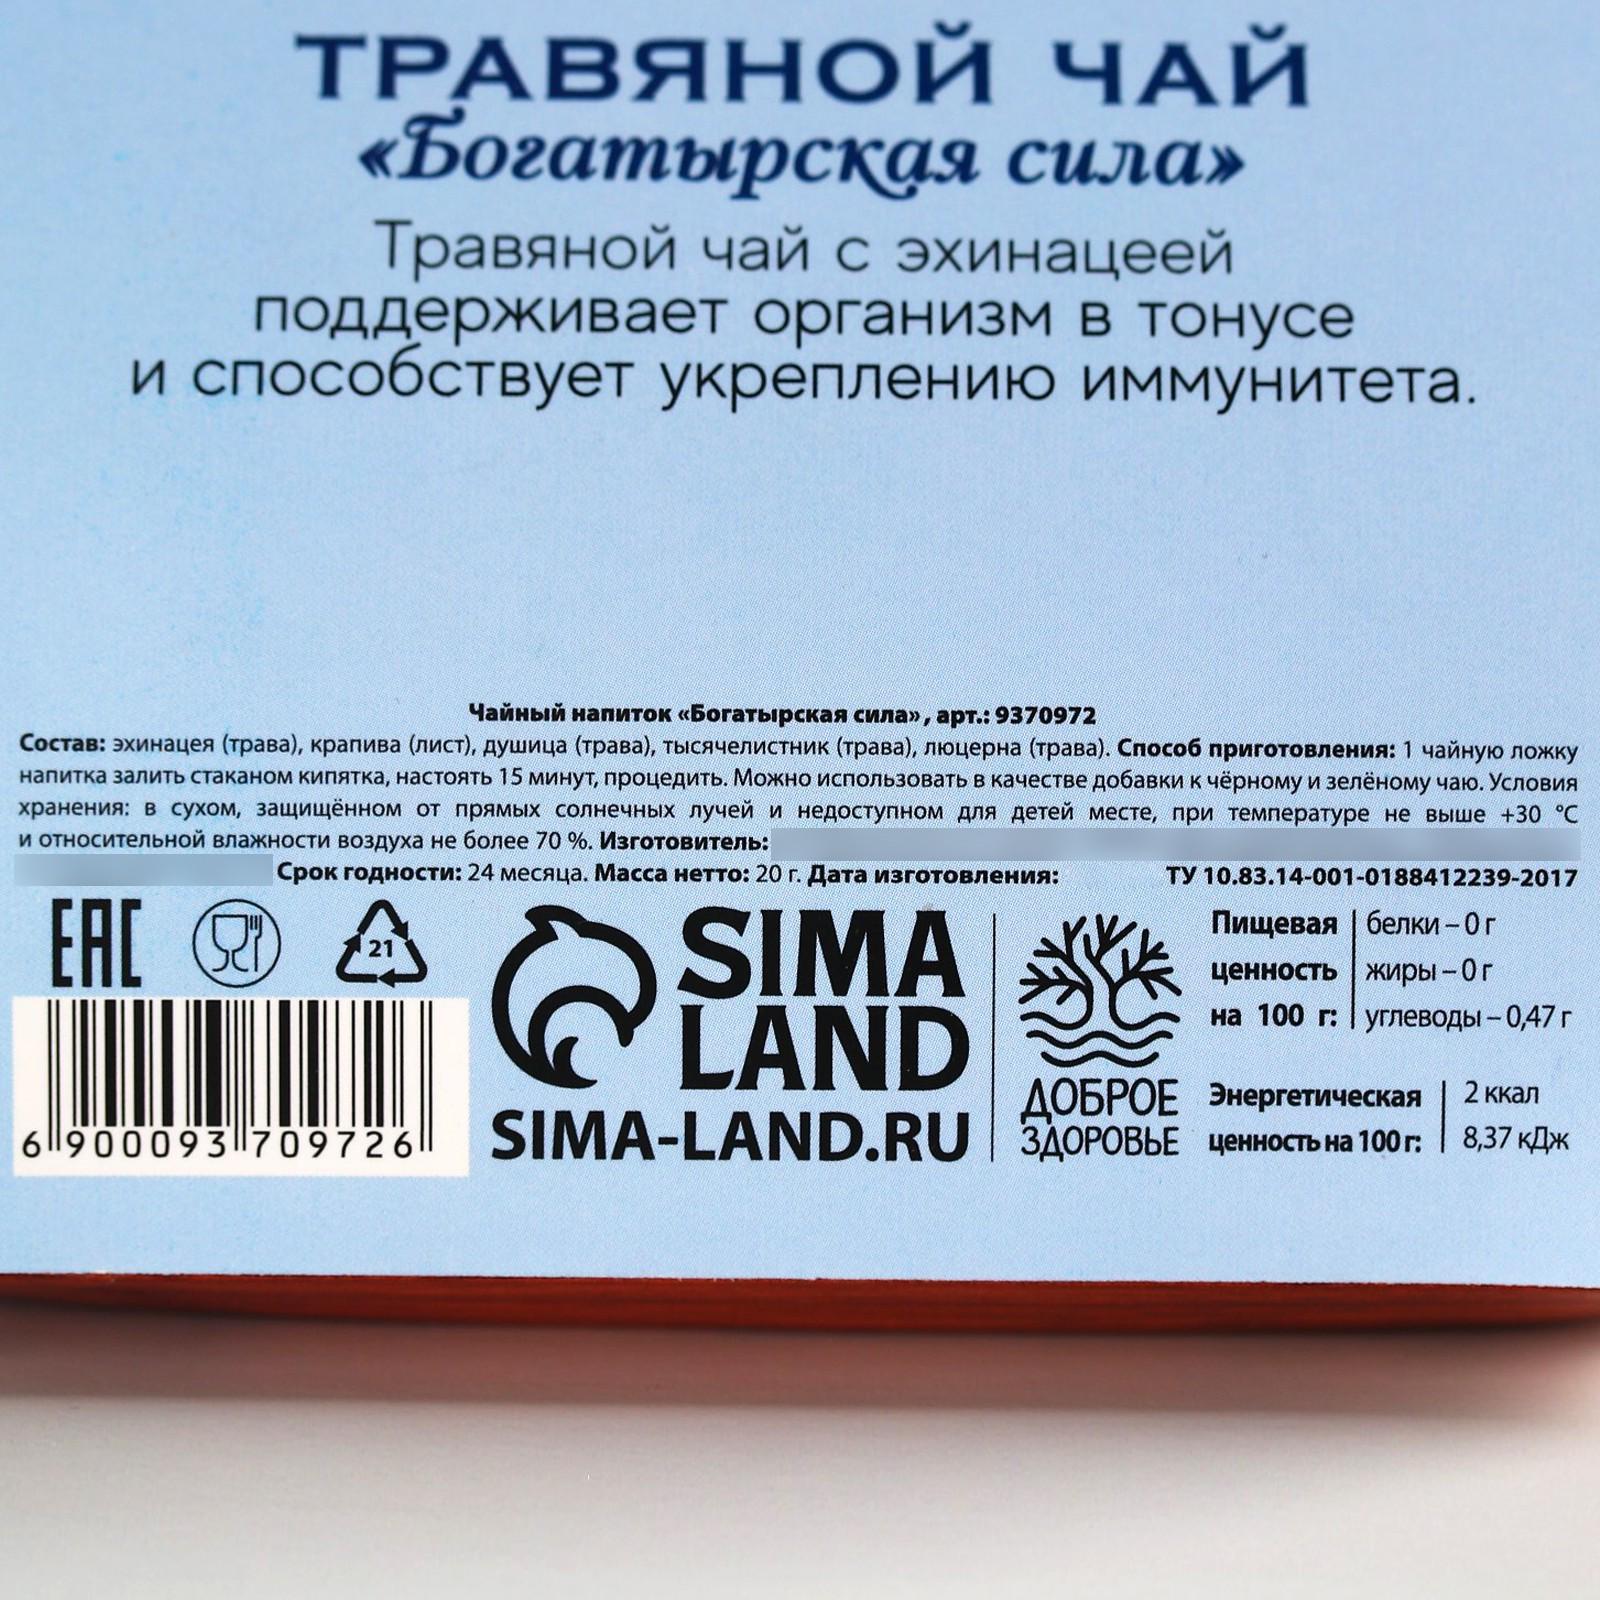 ТРАВЯНОЙ ЧАЙ
«Богатырская сила»
Травяной чай с эхинацеей
поддерживает организм в тонусе
и способствует укреплению иммунитета.
Чайный напиток «Богатырская сила», арт.: 9370972
Состав: эхинацея (трава), крапива (лист), душица (трава), тысячелистник (трава), люцерна (трава). Способ приготовления: 1 чайную ложку
напитка залить стаканом кипятка, настоять 15 минут, процедить. Можно использовать в качестве добавки к чёрному и зелёному чаю. Условия
хранения: в сухом, защищённом от прямых солнечных лучей и недоступном для детей месте, при температуре не выше +30 °С
и относительной влажности воздуха не более 70 %. Изготовитель:
Срок годности: 24 месяца. Масса нетто: 20 г. Дата изготовления: ТУ 10.83.14-001-0188412239-2017
EAC
21
6 900093 709726
SIMA
LAND
SIMA-LAND.RU
ДОБРОЕ
ЗДОРОВЬЕ
Пищевая
ценность
на 100 г:
белки – 0 г
жиры – 0 г
углеводы – 0,47 г
Энергетическая
ценность на 100 г:
2 ккал
8,37 кДж